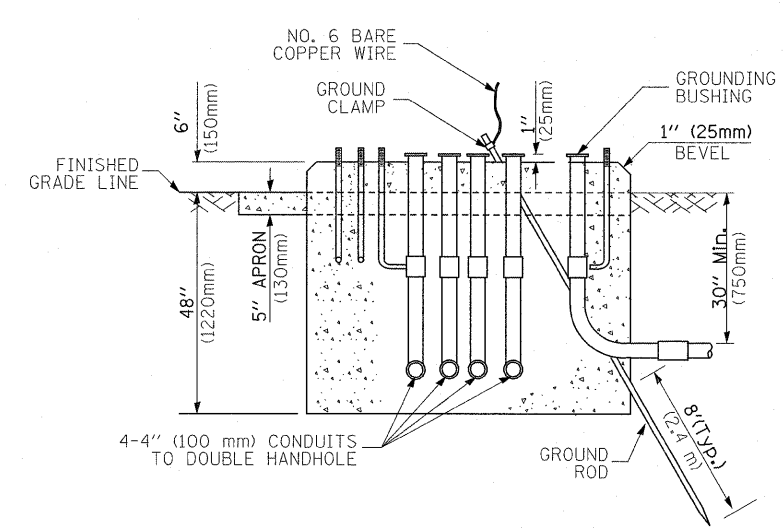 NO. 6 BARE
COPPER WIRE
GROUND
CLAMP
1"
(25mm)
GROUNDING
BUSHING
6"
(150mm)
1" (25mm)
BEVEL
FINISHED
GRADE LINE
48"
(1220mm)
5" APRON
(130mm)
30" Min.
(750mm)
4-4" (100 mm) CONDUITS
TO DOUBLE HANDHOLE
GROUND
ROD
8'(Typ.)
(2.4 m)